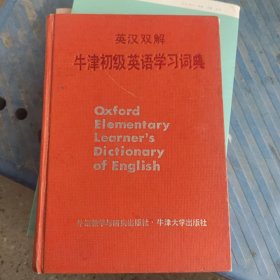 英汉双解
牛津初级英语学习词典
Oxford
Elementary
Learner's
Dictionary
of English
外语教学与研究出版社·牛津大学出版社